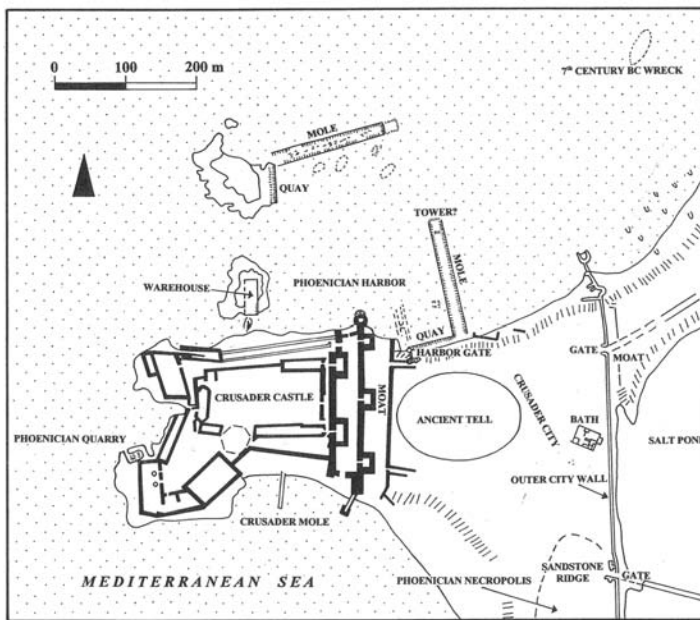 0 100 200 m
7th CENTURY BC WRECK
MOLE
QUAY
TOWER?
MOLE
WAREHOUSE
PHOENICIAN HARBOR
QUAY
HARBOR GATE
GATE
MOAT
CRUSADER CASTLE
MOAT
ANCIENT TELL
CRUSADER CITY
BATH
PHOENICIAN QUARRY
SALT POND
OUTER CITY WALL
CRUSADER MOLE
SANDSTONE
RIDGE
GATE
MEDITERRANEAN SEA
PHOENICIAN NECROPOLIS